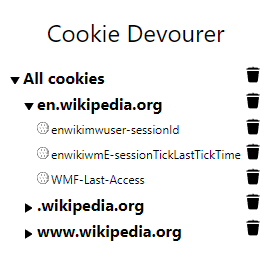 Cookie Devourer
All cookies
en.wikipedia.org
enwikimwuser-sessionId
enwikiwmE-sessionTickLastTickTime
WMF-Last-Access
.wikipedia.org
www.wikipedia.org